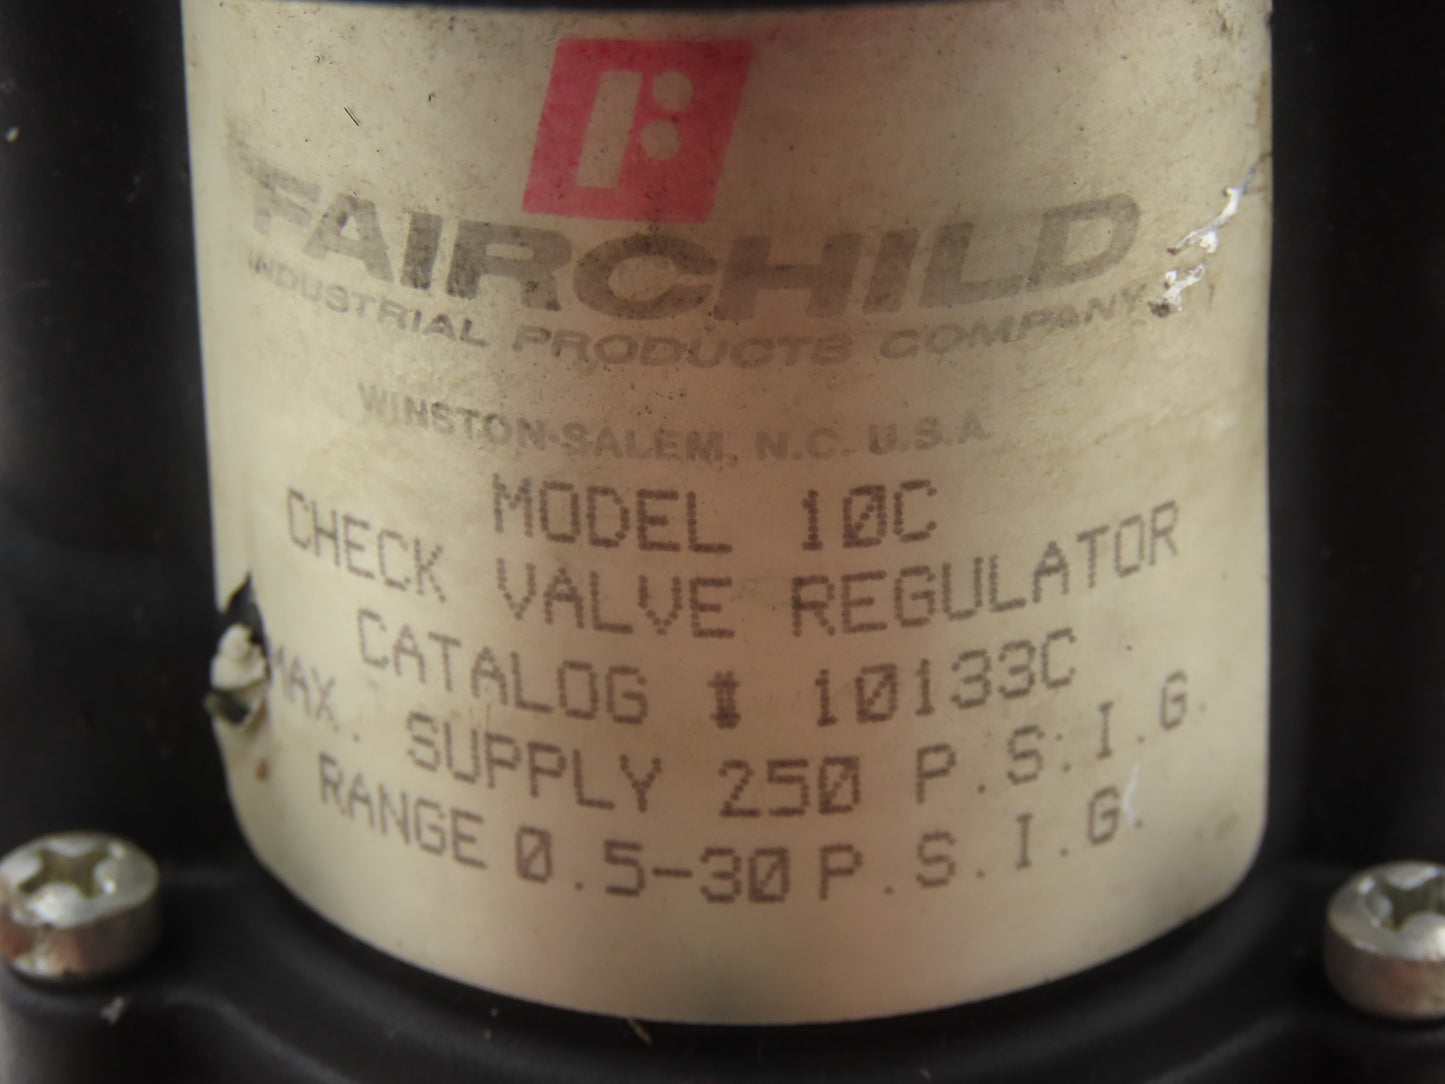 FAIRCHILD
INDUSTRIAL PRODUCTS COMPANY
WINSTON-SALEM, N.C. U.S.A.
MODEL 10C
CHECK VALVE REGULATOR
CATALOG # 10133C
MAX. SUPPLY 250 P.S.I.G.
RANGE 0.5-30 P.S.I.G.